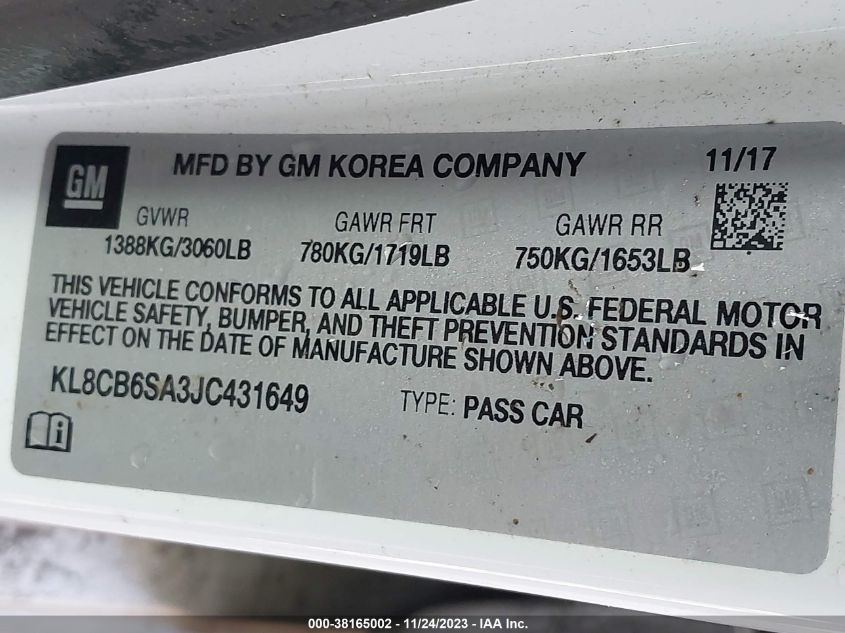 GM
MFD BY GM KOREA COMPANY
11/17
GVWR
1388KG/3060LB
GAWR FRT
780KG/1719LB
GAWR RR
750KG/1653LB
THIS VEHICLE CONFORMS TO ALL APPLICABLE U.S. FEDERAL MOTOR
VEHICLE SAFETY, BUMPER, AND THEFT PREVENTION STANDARDS IN
EFFECT ON THE DATE OF MANUFACTURE SHOWN ABOVE.
KL8CB6SA3JC431649
TYPE: PASS CAR
000-38165002 - 11/24/2023 - IAA Inc.